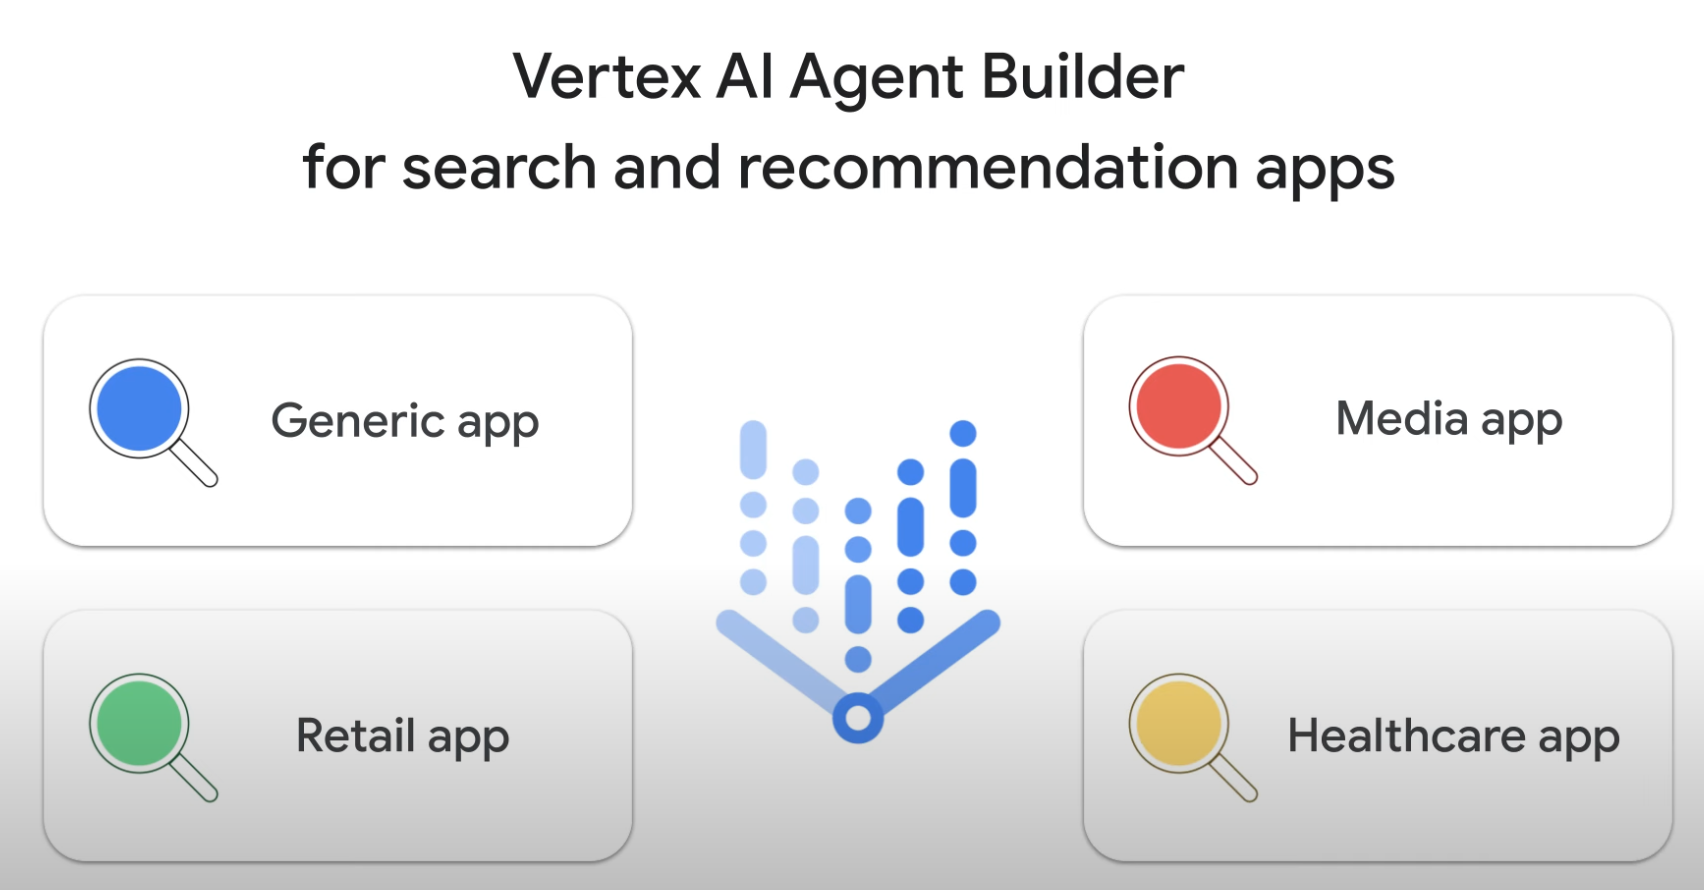 Vertex AI Agent Builder
for search and recommendation apps
Generic app
Media app
Retail app
Healthcare app